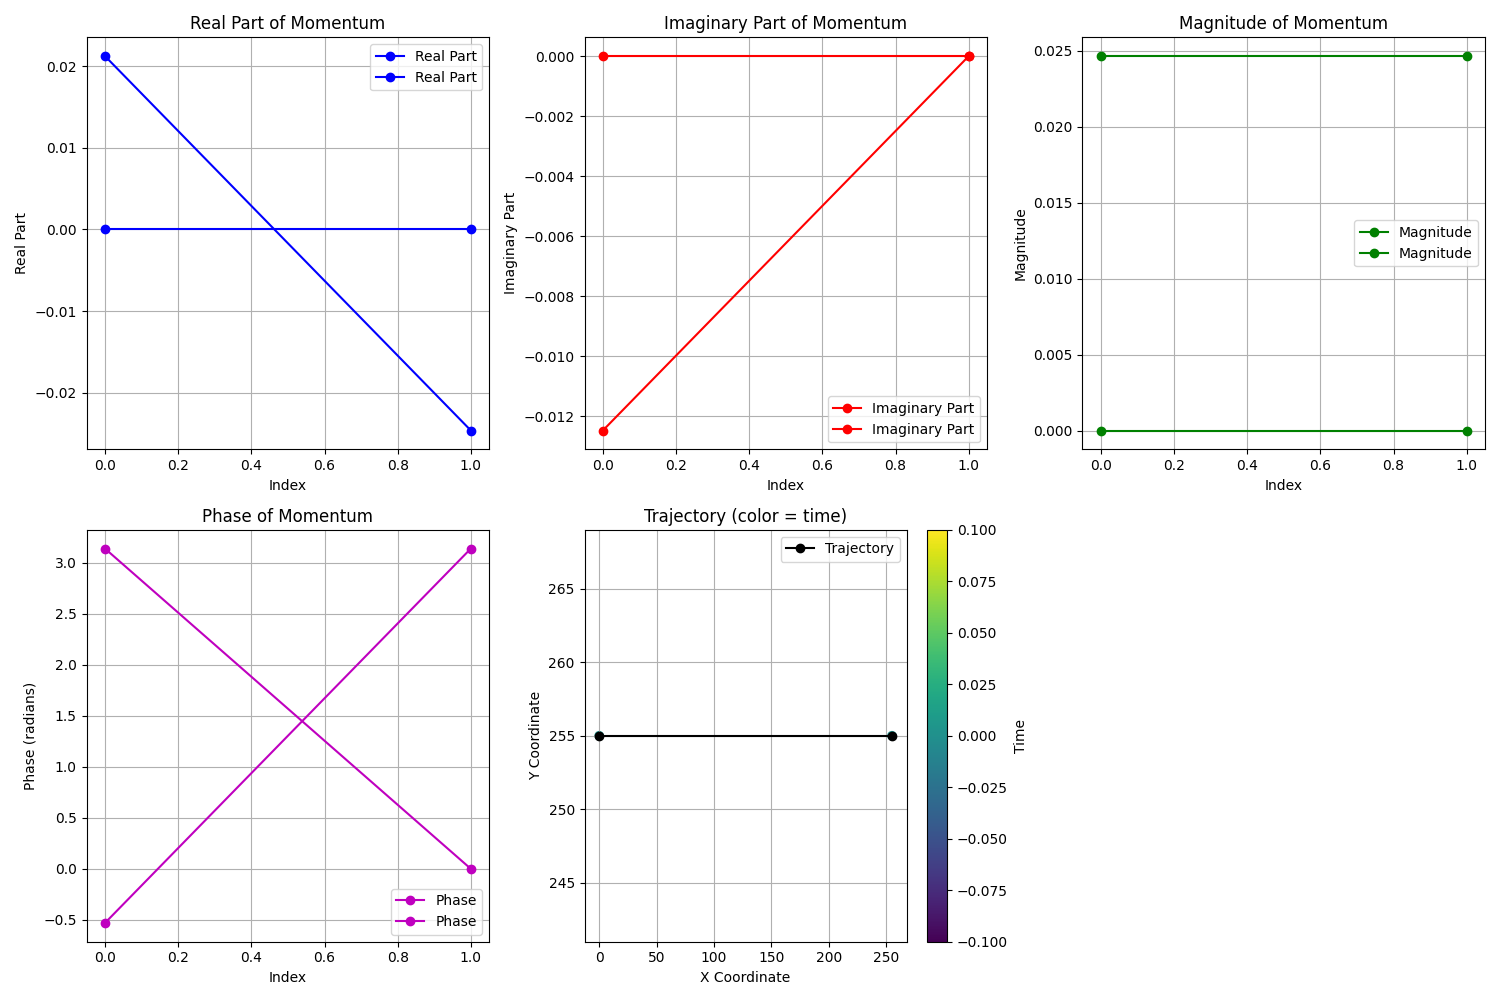 Real Part of Momentum
Real Part
Real Part
0.02
0.01
0.00
−0.01
−0.02
Real Part
0.0 0.2 0.4 0.6 0.8 1.0
Index
Imaginary Part of Momentum
0.000
−0.002
−0.004
−0.006
−0.008
−0.010
−0.012
Imaginary Part
Imaginary Part
Imaginary Part
0.0 0.2 0.4 0.6 0.8 1.0
Index
Magnitude of Momentum
0.025
0.020
0.015
0.010
0.005
0.000
Magnitude
Magnitude
Magnitude
0.0 0.2 0.4 0.6 0.8 1.0
Index
Phase of Momentum
3.0
2.5
2.0
1.5
1.0
0.5
0.0
−0.5
Phase (radians)
Phase
Phase
0.0 0.2 0.4 0.6 0.8 1.0
Index
Trajectory (color = time)
Trajectory
265
260
255
250
245
Y Coordinate
0 50 100 150 200 250
X Coordinate
0.100
0.075
0.050
0.025
0.000
−0.025
−0.050
−0.075
−0.100
Time